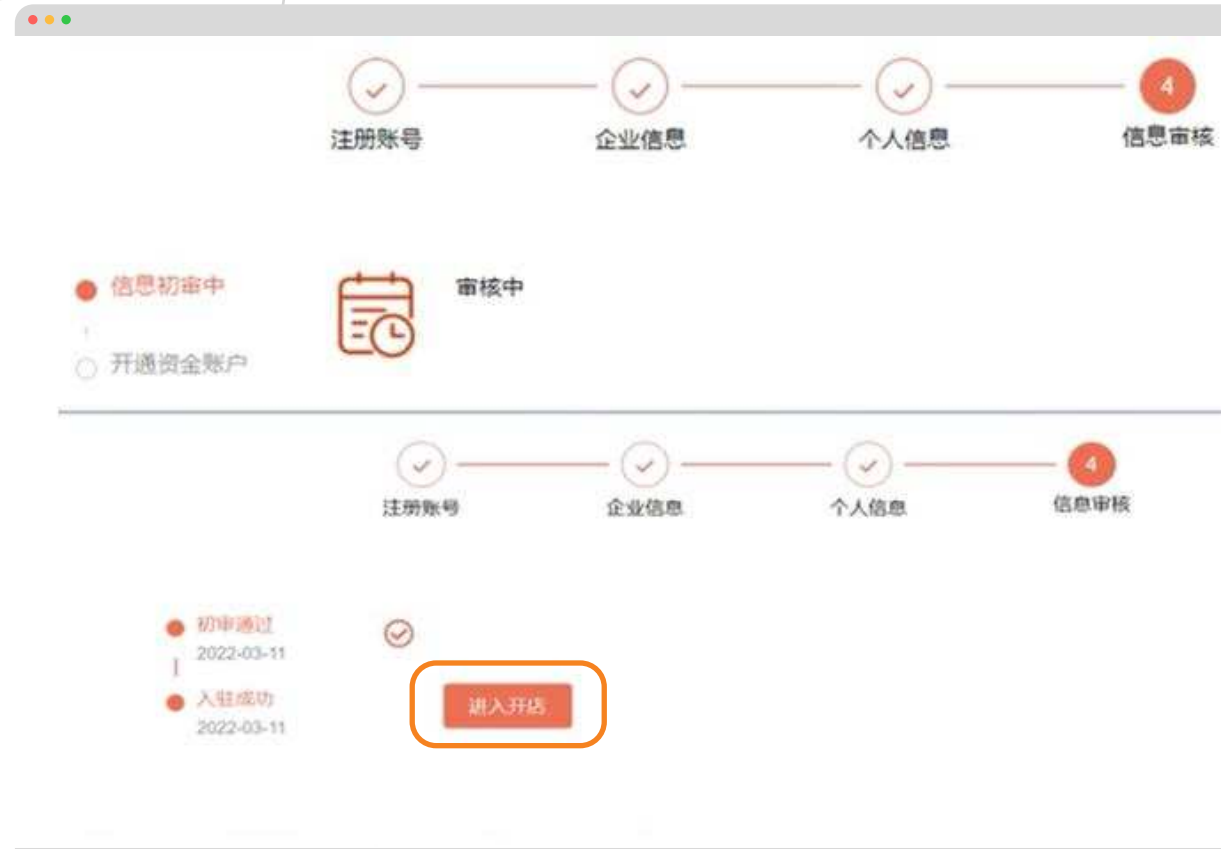 4
注册账号 企业信息 个人信息 信息审核
信息初审中
审核中
开通资金账户
4
注册账号 企业信息 个人信息 信息审核
初审通过
2022-03-11
入驻成功
2022-03-11
进入开店